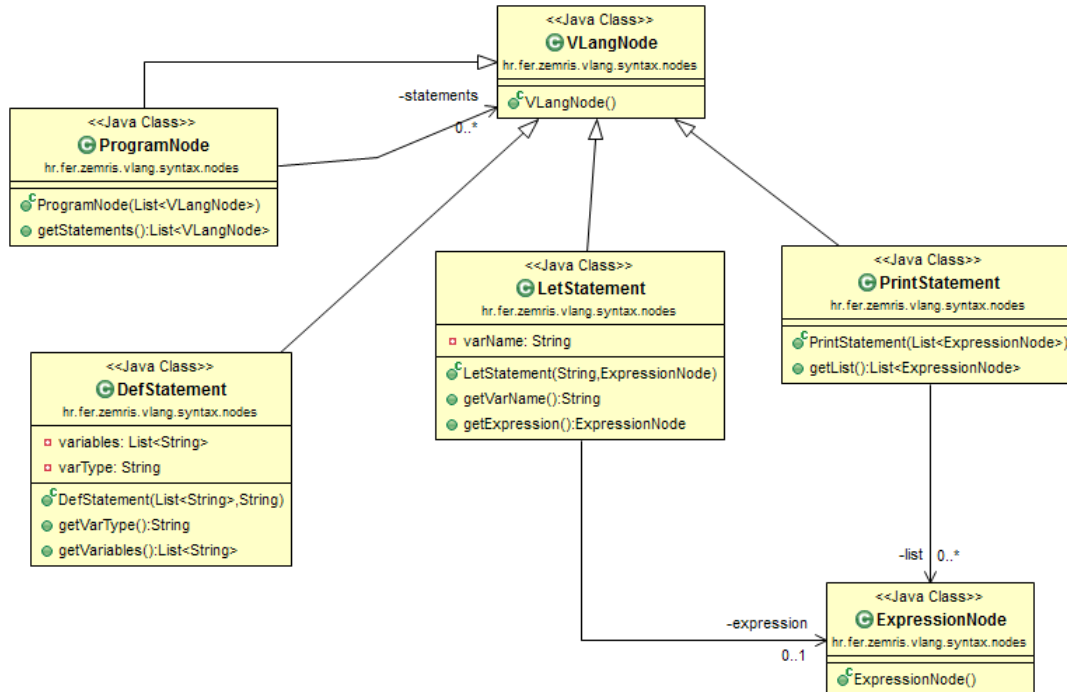 <<Java Class>>
VLangNode
hr.fer.zemris.vlang.syntax.nodes
VLangNode()
-statements
0..*
<<Java Class>>
ProgramNode
hr.fer.zemris.vlang.syntax.nodes
ProgramNode(List<VLangNode>)
getStatements():List<VLangNode>
<<Java Class>>
LetStatement
hr.fer.zemris.vlang.syntax.nodes
varName: String
LetStatement(String,ExpressionNode)
getVarName():String
getExpression():ExpressionNode
<<Java Class>>
PrintStatement
hr.fer.zemris.vlang.syntax.nodes
PrintStatement(List<ExpressionNode>)
getList():List<ExpressionNode>
<<Java Class>>
DefStatement
hr.fer.zemris.vlang.syntax.nodes
variables: List<String>
varType: String
DefStatement(List<String>,String)
getVarType():String
getVariables():List<String>
-list 0..*
-expression
0..1
<<Java Class>>
ExpressionNode
hr.fer.zemris.vlang.syntax.nodes
ExpressionNode()